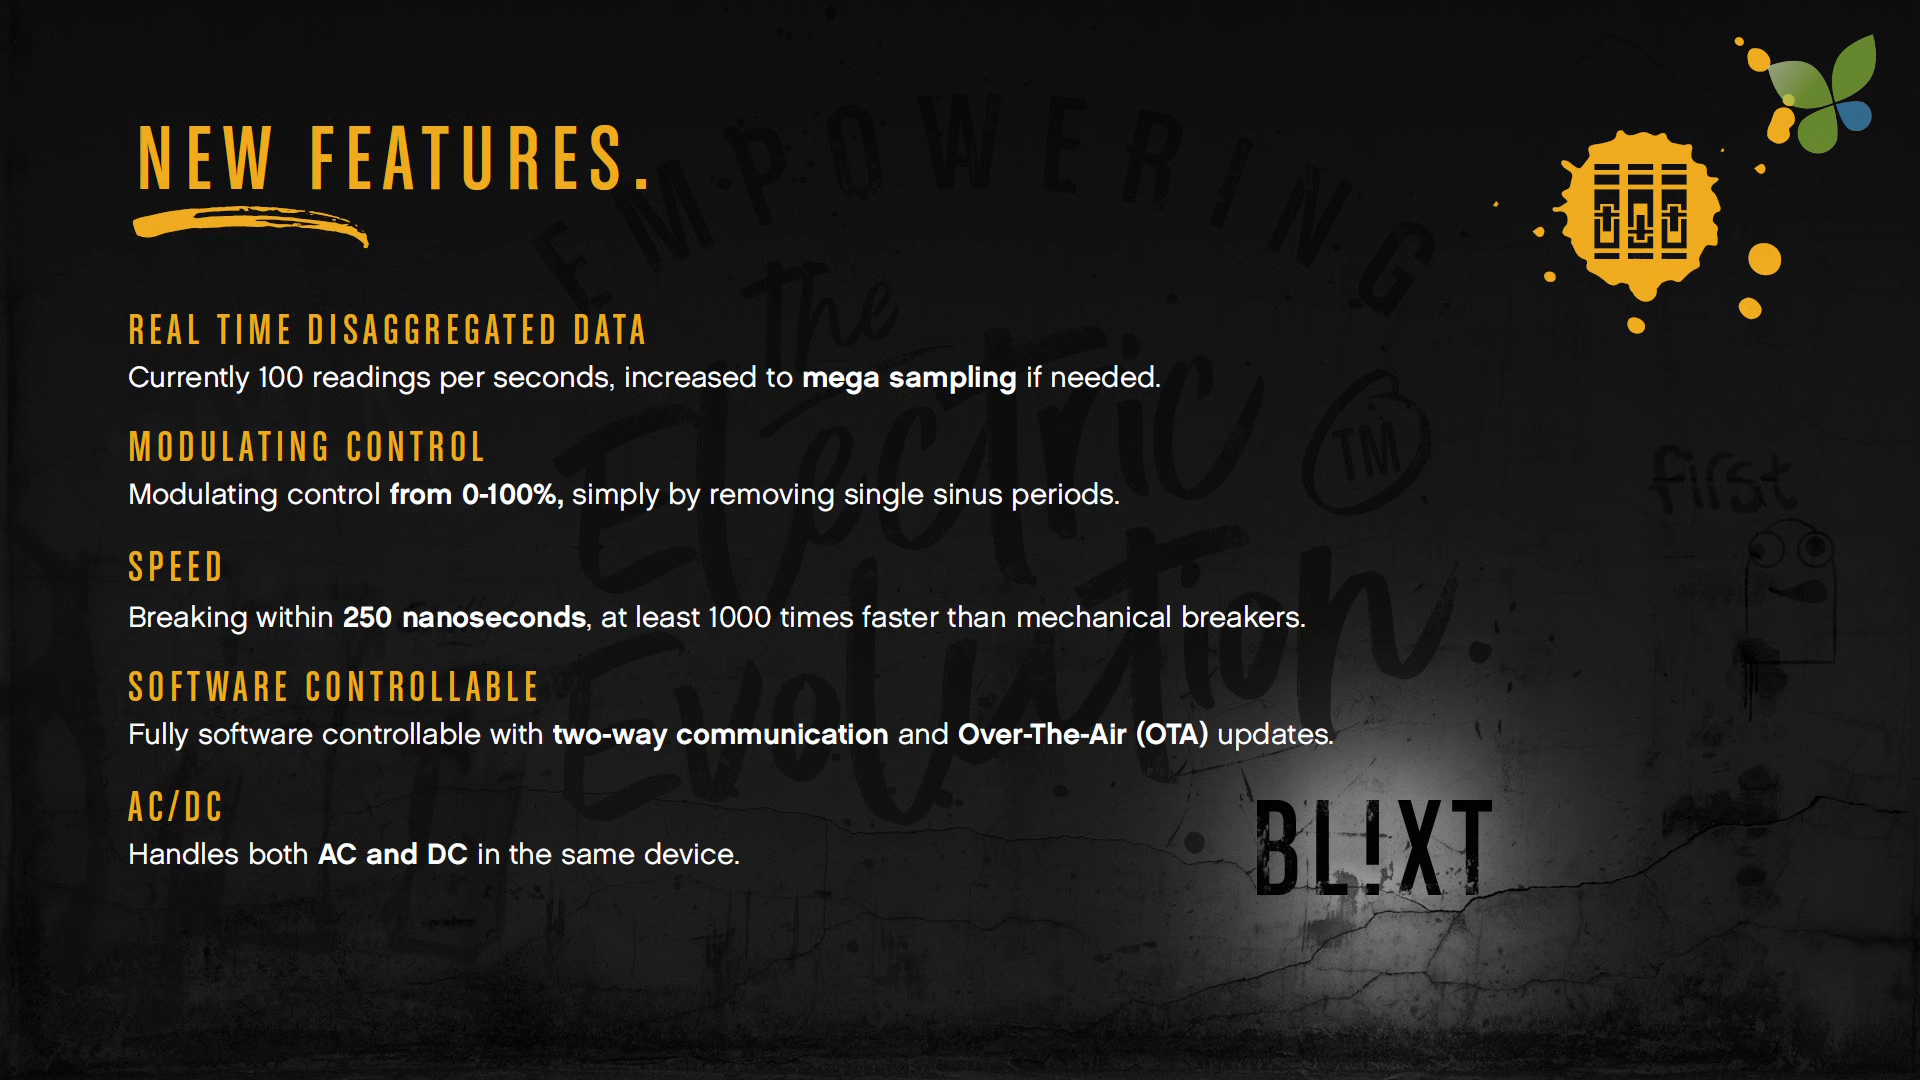 EMPOWERING
NEW FEATURES.
The
Electric
TM
Evolution.
first
REAL TIME DISAGGREGATED DATA
Currently 100 readings per seconds, increased to mega sampling if needed.
MODULATING CONTROL
Modulating control from 0-100%, simply by removing single sinus periods.
SPEED
Breaking within 250 nanoseconds, at least 1000 times faster than mechanical breakers.
SOFTWARE CONTROLLABLE
Fully software controllable with two-way communication and Over-The-Air (OTA) updates.
AC/DC
Handles both AC and DC in the same device.
BL!XT